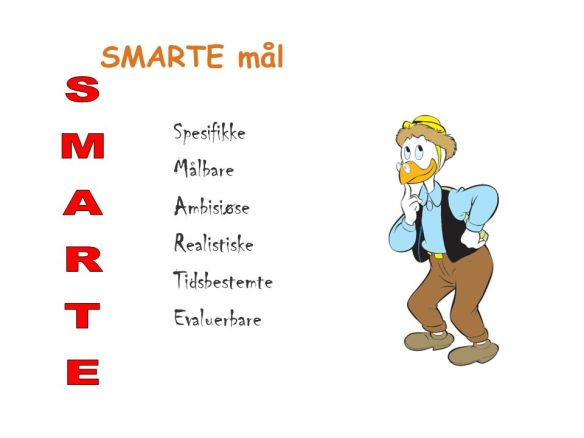 SMARTE mål
S
M
A
R
T
E
Spesifikke
Målbare
Ambisiøse
Realistiske
Tidsbestemte
Evaluerbare